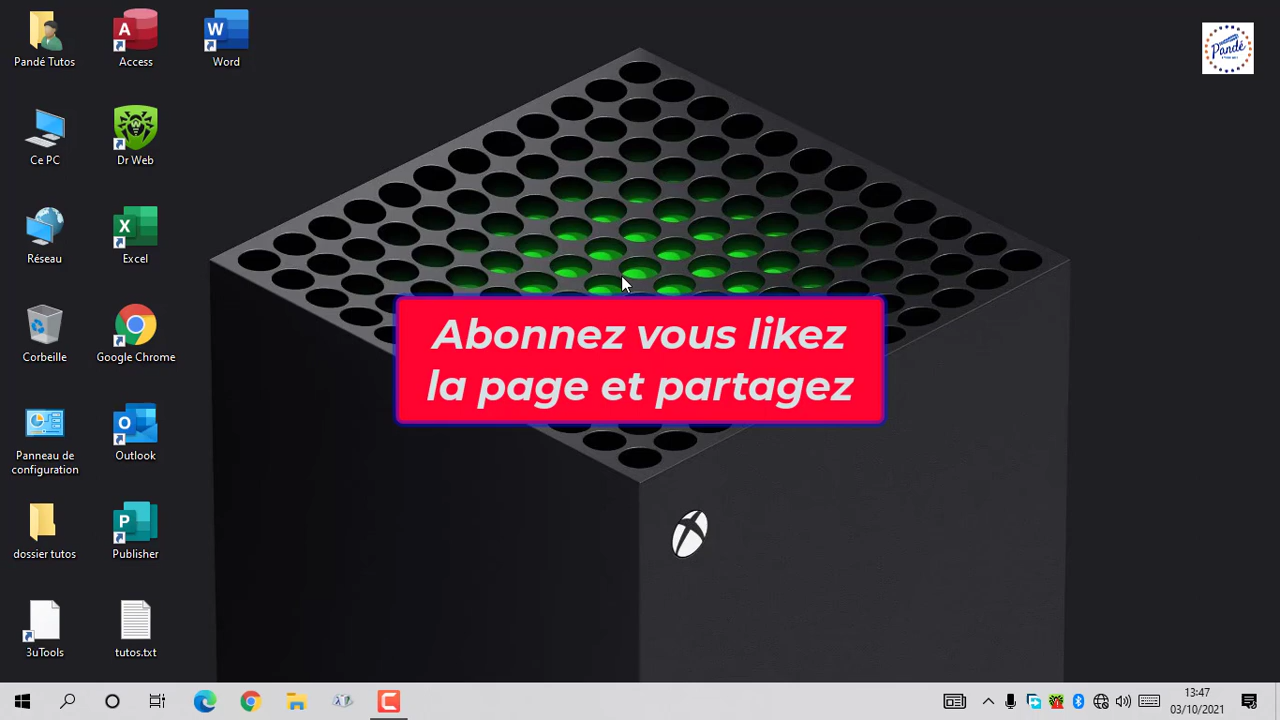 Pandé Tutos
Access
Word
Pandé
Ce PC
Dr Web
Réseau
Excel
Corbeille
Google Chrome
Abonnez vous likez
la page et partagez
Panneau de
configuration
Outlook
dossier tutos
Publisher
3uTools
tutos.txt
13:47
03/10/2021